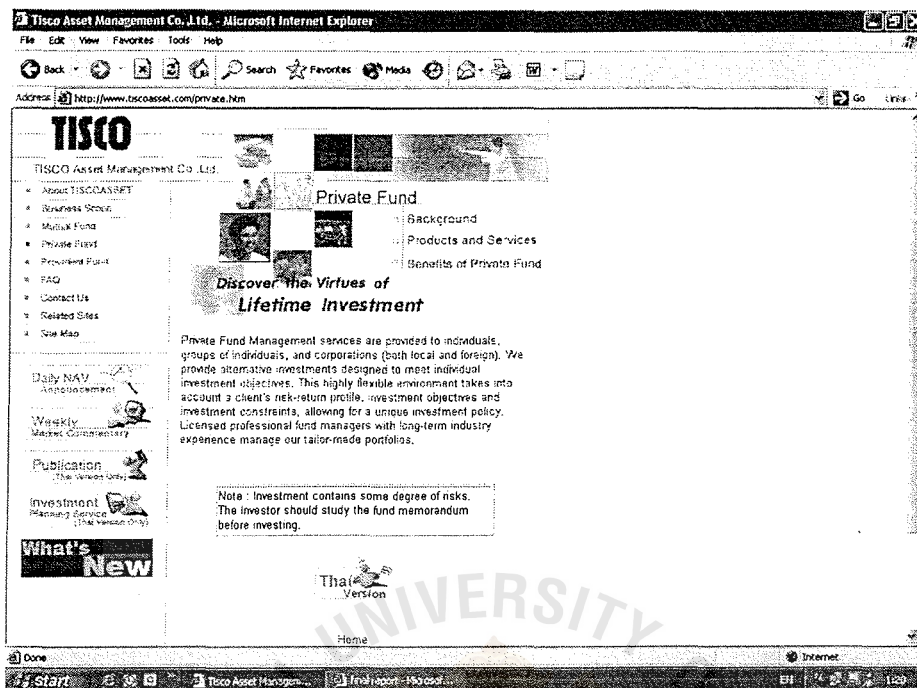 Tisco Asset Management Co.,Ltd. - Microsoft Internet Explorer
File Edit View Favorites Tools Help
Back Search Favorites Media
Address http://www.tiscoasset.com/private.htm Go Links
TISCO
TISCO Asset Management Co.,Ltd.
About TISCOASSET
Business Scope
Mutual Fund
Private Fund
Provident Fund
FAQ
Contact Us
Related Sites
Site Map
Daily NAV
Announcement
Weekly
Market Commentary
Publication
(Thai Version Only)
Investment
Planning Service
(Thai Version Only)
What's
New
Private Fund
Background
Products and Services
Benefits of Private Fund
Discover the Virtues of
Lifetime Investment
Private Fund Management services are provided to individuals,
groups of individuals, and corporations (both local and foreign). We
provide alternative investments designed to meet individual
investment objectives. This highly flexible environment takes into
account a client's risk-return profile, investment objectives and
investment constraints, allowing for a unique investment policy.
Licensed professional fund managers with long-term industry
experience manage our tailor-made portfolios.
Note : Investment contains some degree of risks.
The investor should study the fund memorandum
before investing.
Thai
Version
UNIVERSITY
Home
Done Internet
start Tisco Asset Managem... final report - Microsof... EN 1:20